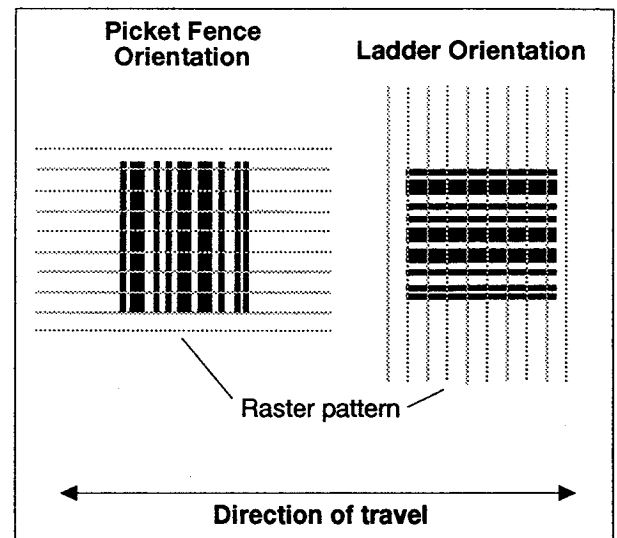 Picket Fence
Orientation
Ladder Orientation
Raster pattern
Direction of travel